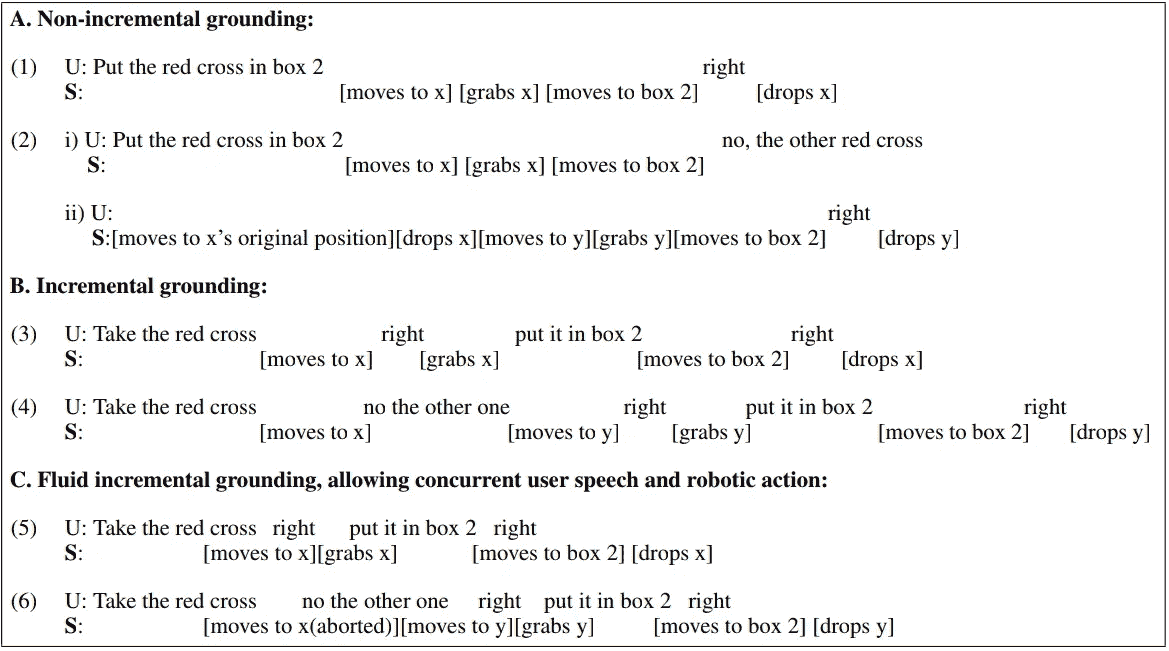 A. Non-incremental grounding:
(1) U: Put the red cross in box 2 right
S: [moves to x] [grabs x] [moves to box 2] [drops x]
(2) i) U: Put the red cross in box 2 no, the other red cross
S: [moves to x] [grabs x] [moves to box 2]
ii) U: right
S:[moves to x's original position][drops x][moves to y][grabs y][moves to box 2] [drops y]
B. Incremental grounding:
(3) U: Take the red cross right put it in box 2 right
S: [moves to x] [grabs x] [moves to box 2] [drops x]
(4) U: Take the red cross no the other one right put it in box 2 right
S: [moves to x] [moves to y] [grabs y] [moves to box 2] [drops y]
C. Fluid incremental grounding, allowing concurrent user speech and robotic action:
(5) U: Take the red cross right put it in box 2 right
S: [moves to x][grabs x] [moves to box 2] [drops x]
(6) U: Take the red cross no the other one right put it in box 2 right
S: [moves to x(aborted)][moves to y][grabs y] [moves to box 2] [drops y]